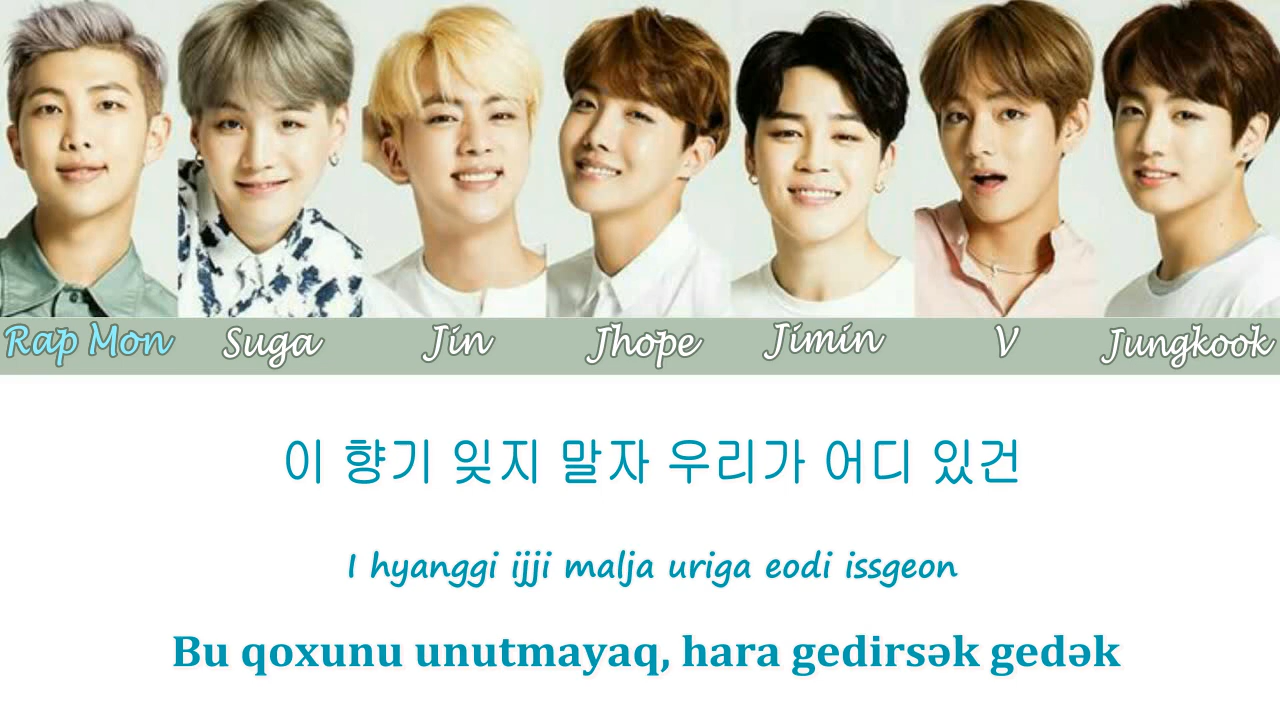 Rap Mon Suga Jin Jhope Jimin V Jungkook
이 향기 잊지 말자 우리가 어디 있건
I hyanggi ijji malja uriga eodi issgeon
Bu qoxunu unutmayaq, hara gedirsək gedək